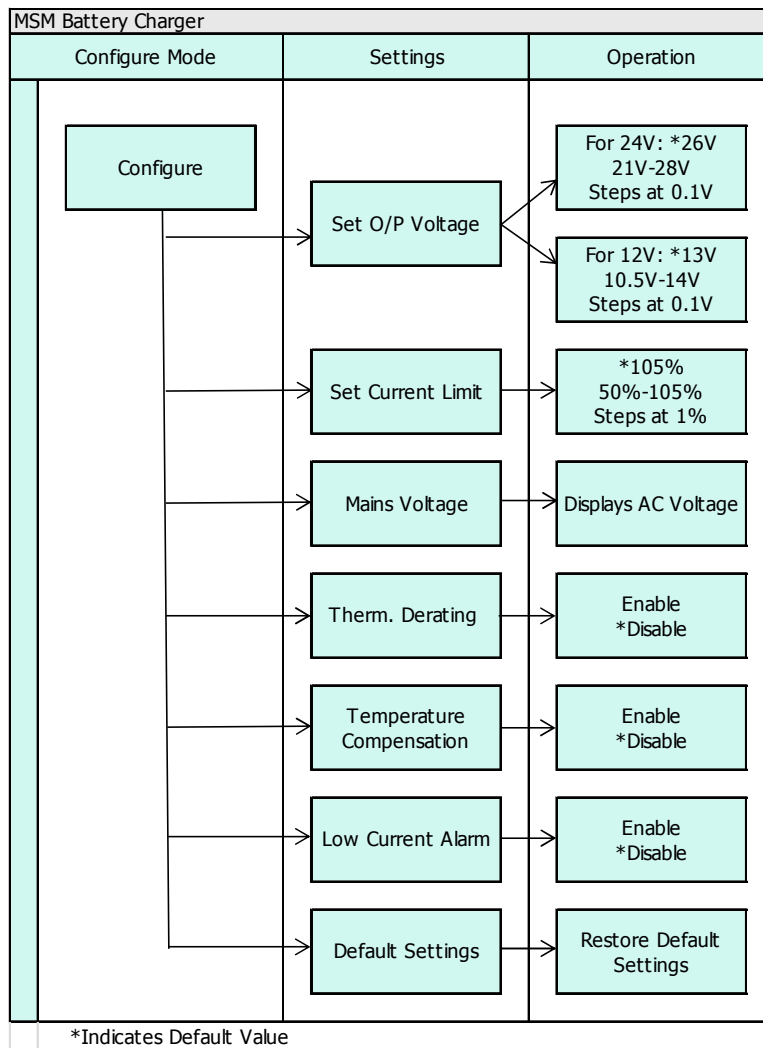 MSM Battery Charger
Configure Mode
Settings
Operation
Configure
Set O/P Voltage
For 24V: *26V
21V-28V
Steps at 0.1V
For 12V: *13V
10.5V-14V
Steps at 0.1V
Set Current Limit
*105%
50%-105%
Steps at 1%
Mains Voltage
Displays AC Voltage
Therm. Derating
Enable
*Disable
Temperature
Compensation
Enable
*Disable
Low Current Alarm
Enable
*Disable
Default Settings
Restore Default
Settings
*Indicates Default Value